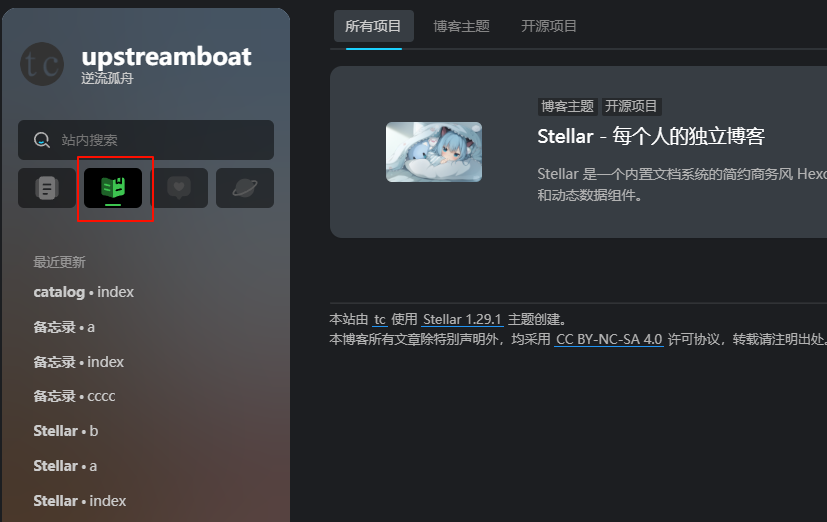 tc
upstreamboat
逆流孤舟
站内搜索
最近更新
catalog • index
备忘录 • a
备忘录 • index
备忘录 • cccc
Stellar • b
Stellar • a
Stellar • index
所有项目 博客主题 开源项目
博客主题 开源项目
Stellar - 每个人的独立博客
Stellar 是一个内置文档系统的简约商务风 Hexo
和动态数据组件。
本站由 tc 使用 Stellar 1.29.1 主题创建。
本博客所有文章除特别声明外，均采用 CC BY-NC-SA 4.0 许可协议，转载请注明出处。